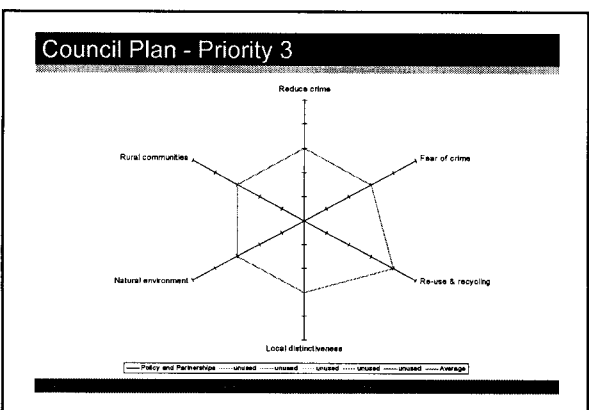 Council Plan - Priority 3
Reduce crime
Rural communities
Fear of crime
Natural environment
Re-use & recycling
Local distinctiveness
Policy and Partnerships unused unused unused unused unused Average